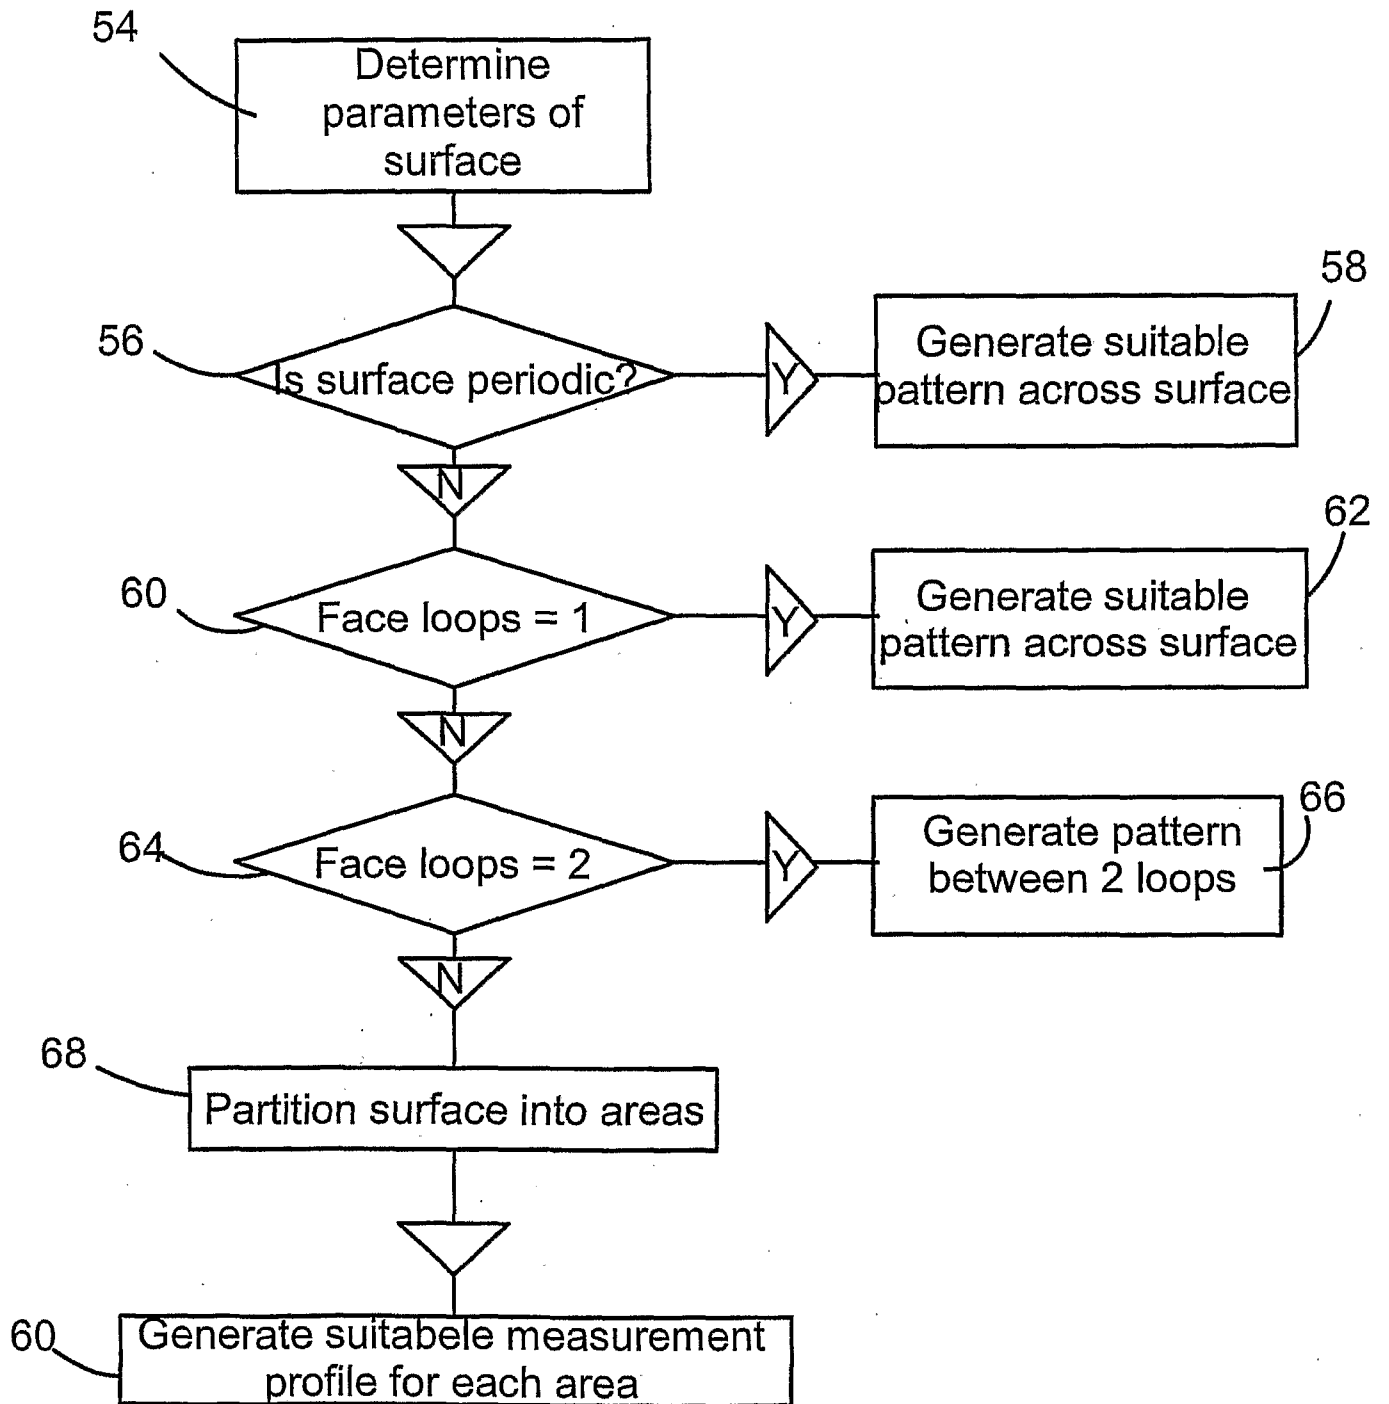 54
Determine
parameters of
surface
56
Is surface periodic?
Y
58
Generate suitable
pattern across surface
N
60
Face loops = 1
Y
62
Generate suitable
pattern across surface
N
64
Face loops = 2
Y
66
Generate pattern
between 2 loops
N
68
Partition surface into areas
60
Generate suitabele measurement
profile for each area